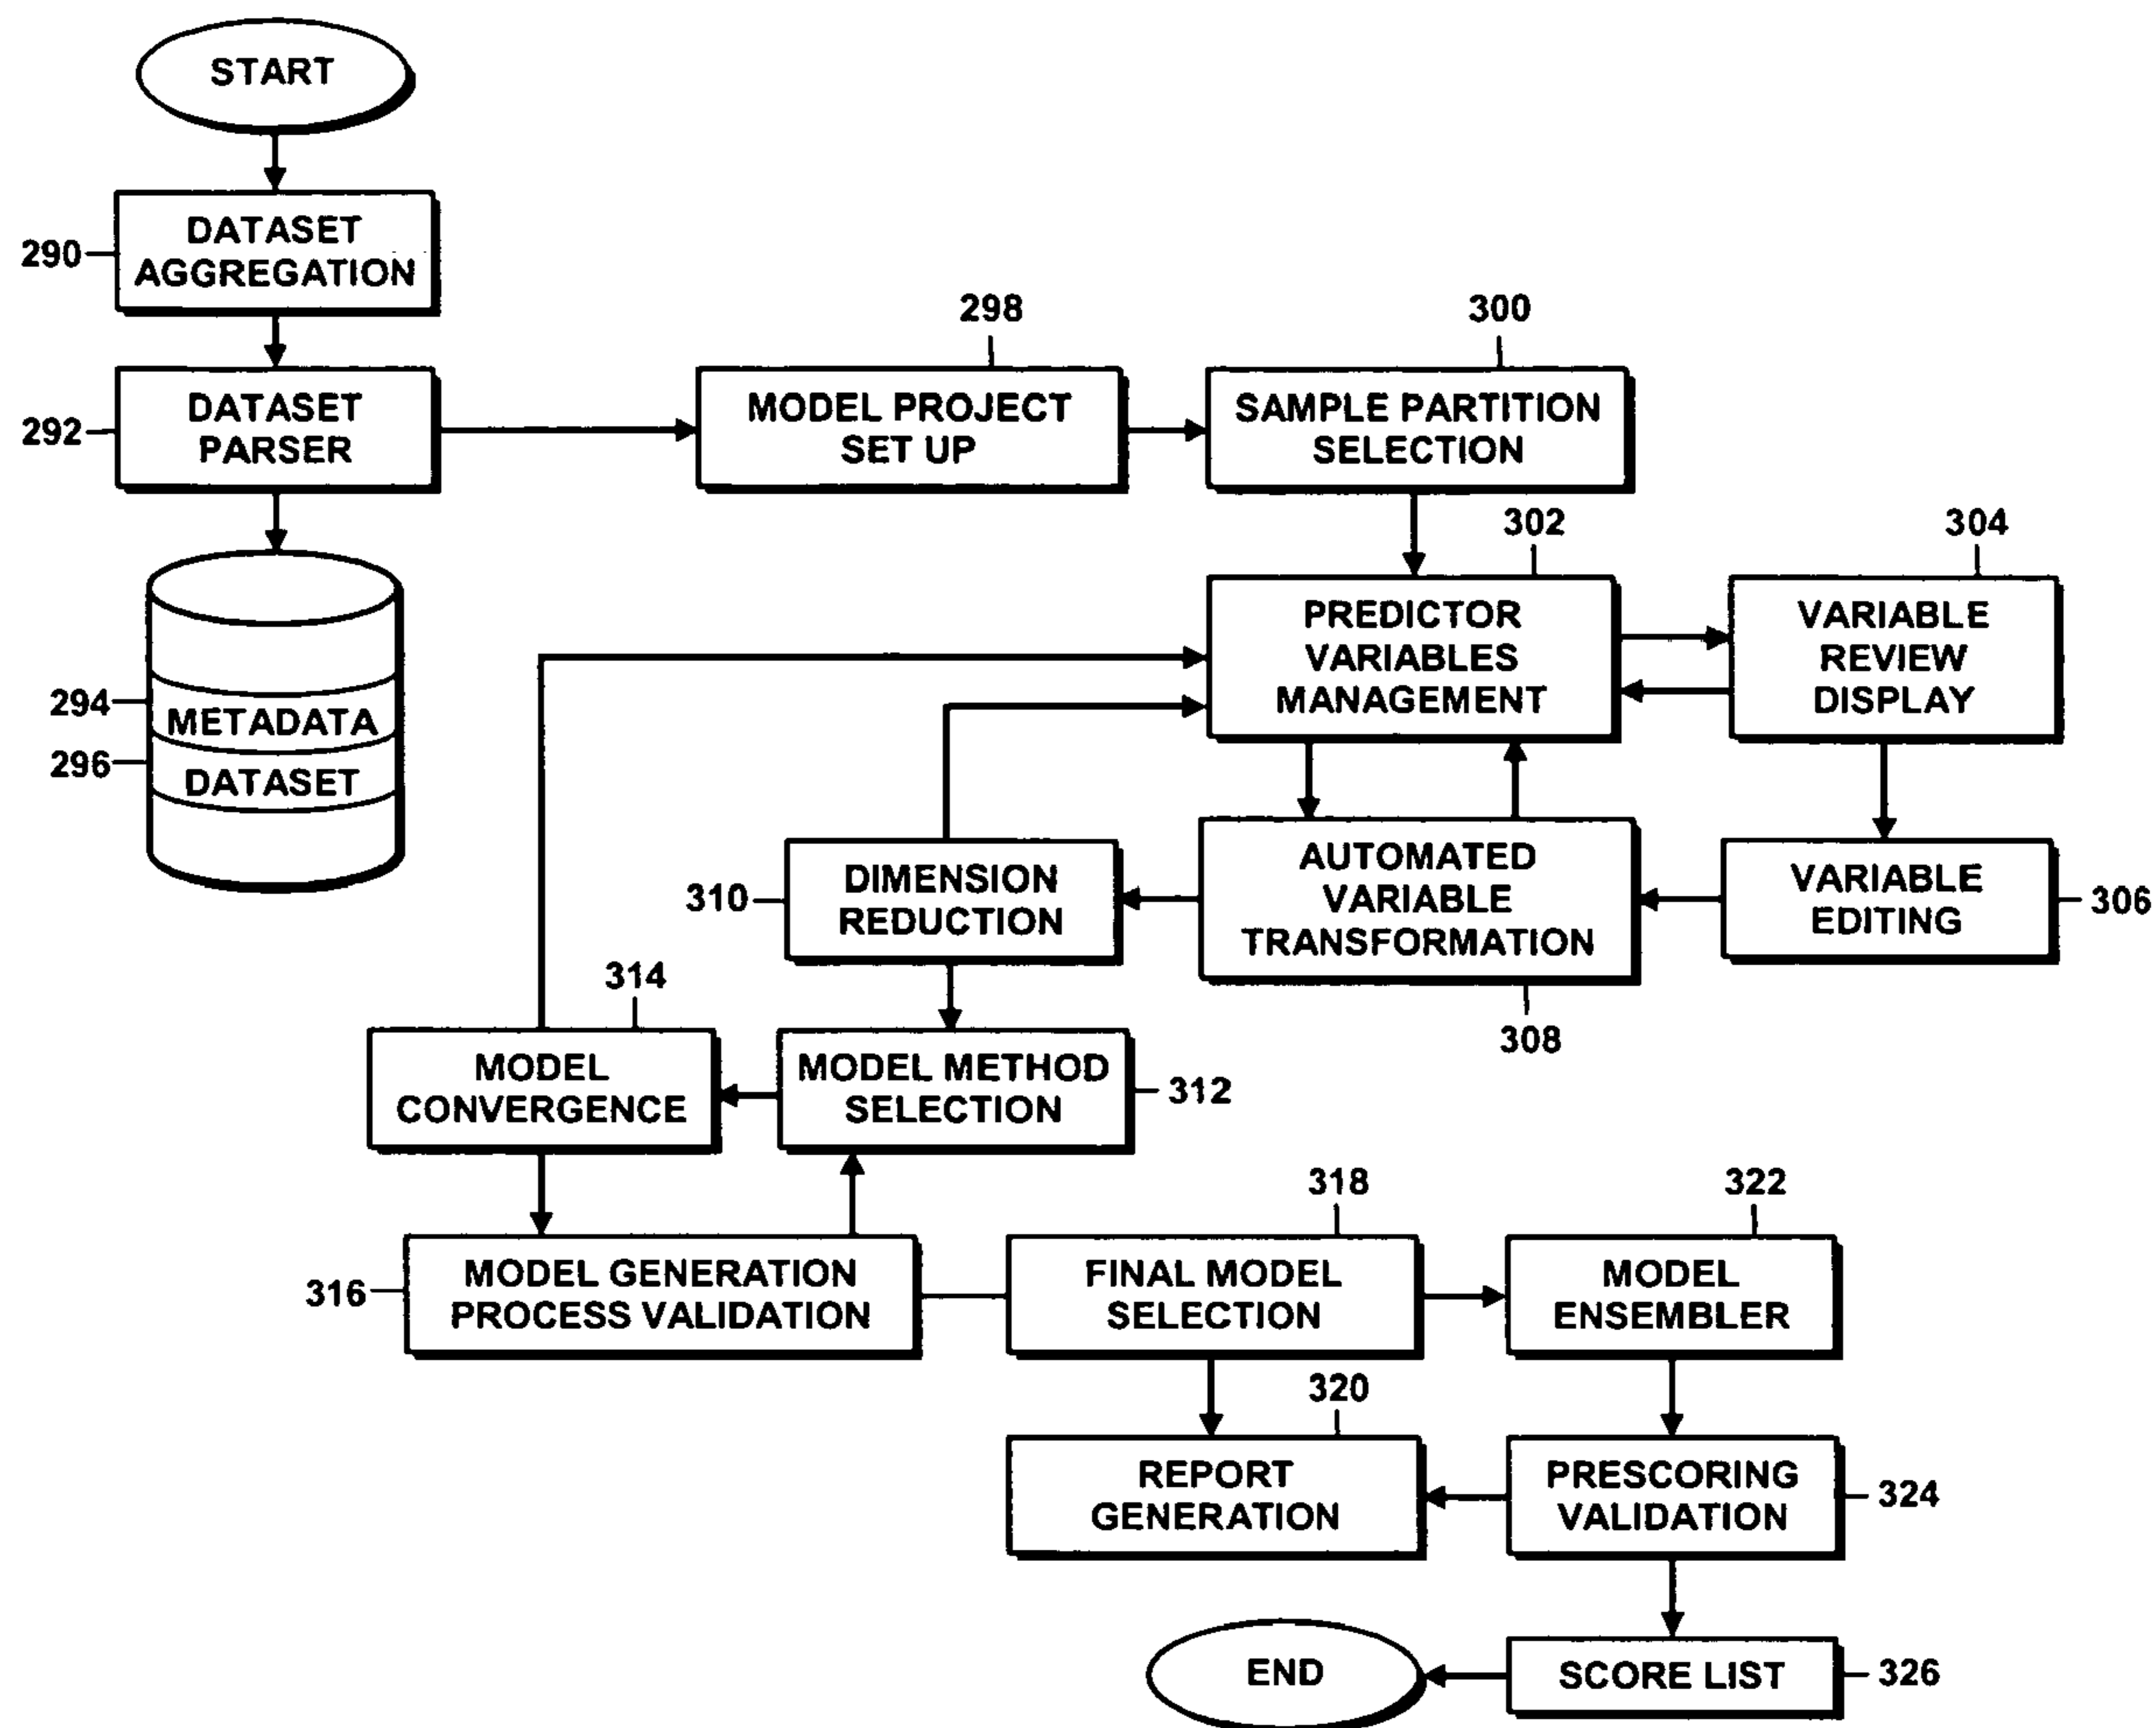 START
DATASET
AGGREGATION
290
DATASET
PARSER
292
298
MODEL PROJECT
SET UP
300
SAMPLE PARTITION
SELECTION
294
METADATA
296
DATASET
302
PREDICTOR
VARIABLES
MANAGEMENT
304
VARIABLE
REVIEW
DISPLAY
310
DIMENSION
REDUCTION
AUTOMATED
VARIABLE
TRANSFORMATION
308
VARIABLE
EDITING
306
314
MODEL
CONVERGENCE
MODEL METHOD
SELECTION
312
316
MODEL GENERATION
PROCESS VALIDATION
318
FINAL MODEL
SELECTION
322
MODEL
ENSEMBLER
320
REPORT
GENERATION
PRESCORING
VALIDATION
324
END
SCORE LIST
326